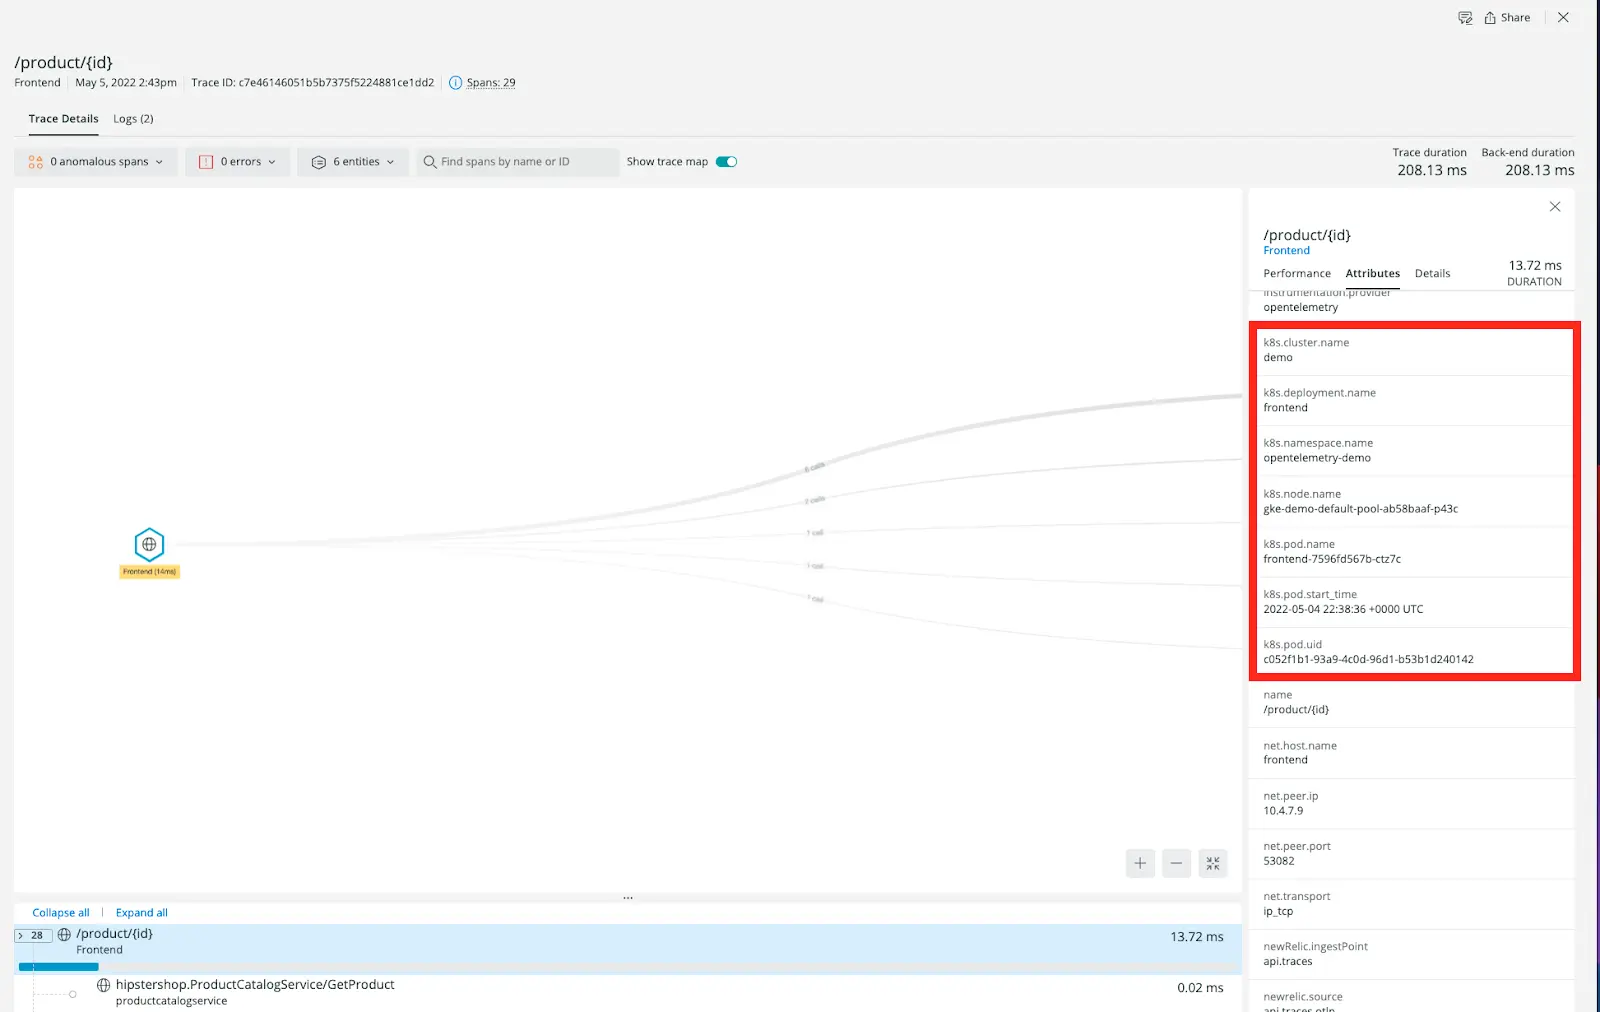 Share
/product/{id}
Frontend May 5, 2022 2:43pm Trace ID: c7e46146051b5b7375f5224881ce1dd2 Spans: 29
Trace Details Logs (2)
0 anomalous spans 0 errors 6 entities Find spans by name or ID Show trace map
Trace duration Back-end duration
208.13 ms 208.13 ms
/product/{id}
Frontend
13.72 ms
Performance Attributes Details
DURATION
instrumentation.provider
opentelemetry
k8s.cluster.name
demo
k8s.deployment.name
frontend
k8s.namespace.name
opentelemetry-demo
k8s.node.name
gke-demo-default-pool-ab58baaf-p43c
k8s.pod.name
frontend-7596fd567b-ctz7c
k8s.pod.start_time
2022-05-04 22:38:36 +0000 UTC
k8s.pod.uid
c052f1b1-93a9-4c0d-96d1-b53b1d240142
name
/product/{id}
net.host.name
frontend
net.peer.ip
10.4.7.9
net.peer.port
53082
net.transport
ip_tcp
newRelic.ingestPoint
api.traces
newrelic.source
api.traces.otlp
6 calls
2 calls
1 call
1 call
1 call
Frontend (14ms)
Collapse all Expand all
28 /product/{id} 13.72 ms
Frontend
hipstershop.ProductCatalogService/GetProduct 0.02 ms
productcatalogservice